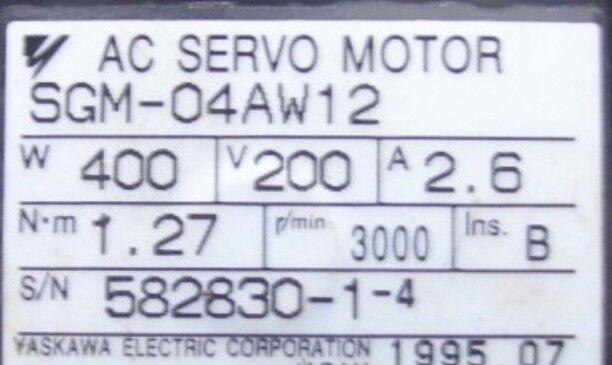 AC SERVO MOTOR
SGM-04AW12
W 400 V 200 A 2.6
N·m 1.27 r/min 3000 Ins. B
S/N 582830-1-4
YASKAWA ELECTRIC CORPORATION 1995.07